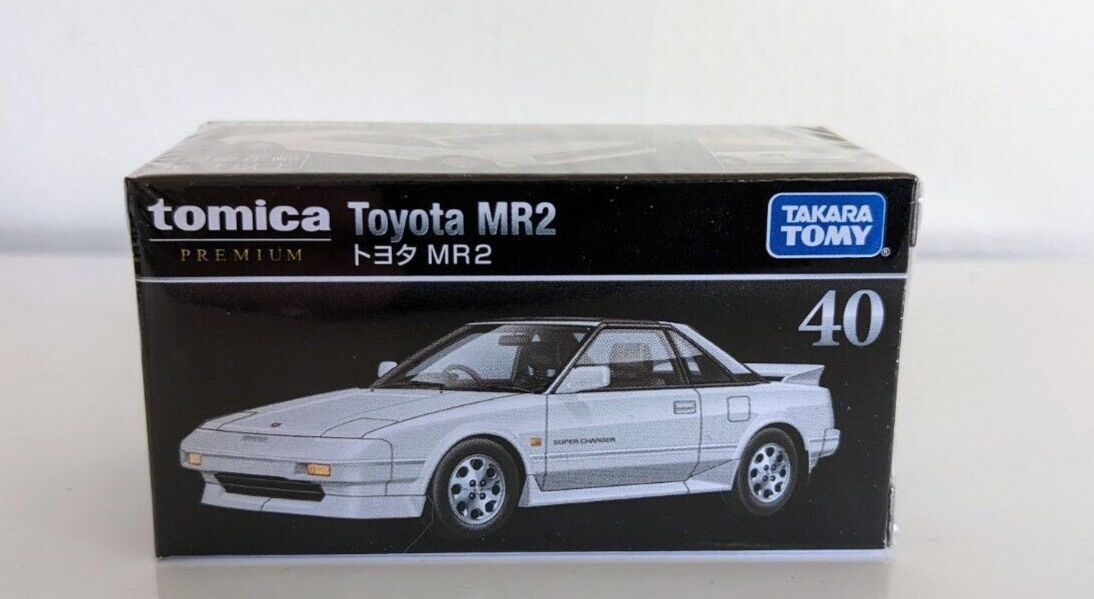 tomica
PREMIUM
Toyota MR2
トヨタ MR2
TAKARA
TOMY®
40
SUPER CHARGER